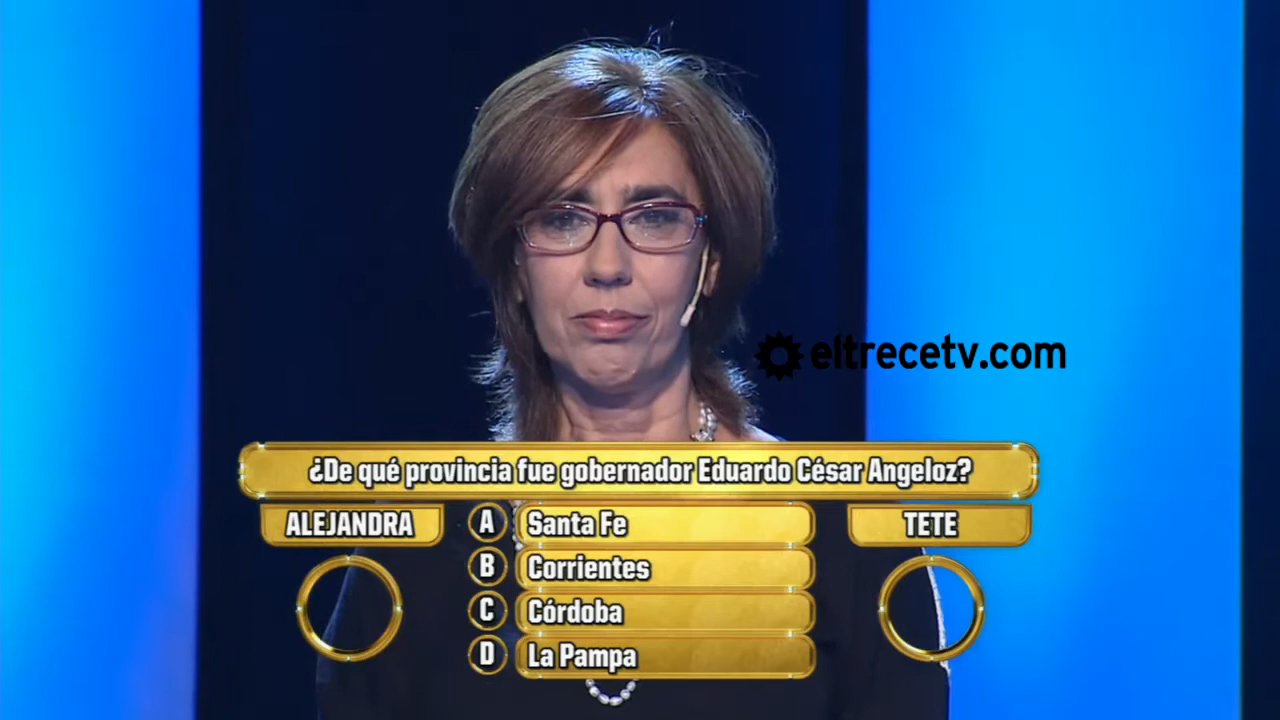 eltrecetv.com
¿De qué provincia fue gobernador Eduardo César Angeloz?
ALEJANDRA
TETE
A Santa Fe
B Corrientes
C Córdoba
D La Pampa